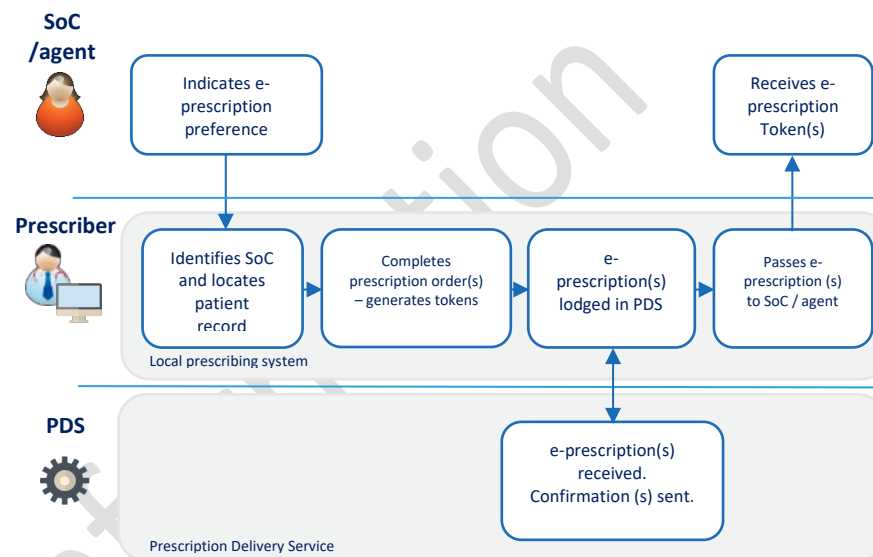 SoC
/agent
Indicates e-
prescription
preference
Receives e-
prescription
Token(s)
Prescriber
Identifies SoC
and locates
patient
record
Completes
prescription order(s)
– generates tokens
e-
prescription(s)
lodged in PDS
Passes e-
prescription (s)
to SoC / agent
Local prescribing system
PDS
e-prescription(s)
received.
Confirmation (s) sent.
Prescription Delivery Service